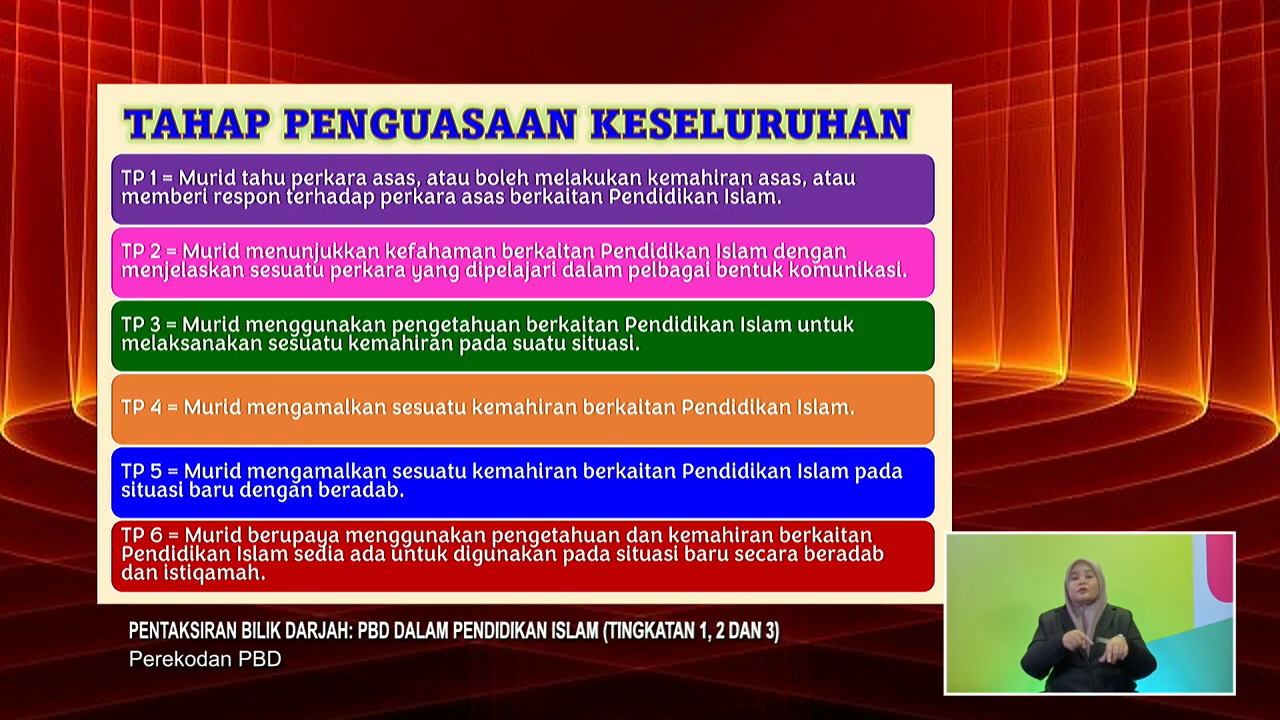 TAHAP PENGUASAAN KESELURUHAN
TP 1 = Murid tahu perkara asas, atau boleh melakukan kemahiran asas, atau
memberi respon terhadap perkara asas berkaitan Pendidikan Islam.
TP 2 = Murid menunjukkan kefahaman berkaitan Pendidikan Islam dengan
menjelaskan sesuatu perkara yang dipelajari dalam pelbagai bentuk komunikasi.
TP 3 = Murid menggunakan pengetahuan berkaitan Pendidikan Islam untuk
melaksanakan sesuatu kemahiran pada suatu situasi.
TP 4 = Murid mengamalkan sesuatu kemahiran berkaitan Pendidikan Islam.
TP 5 = Murid mengamalkan sesuatu kemahiran berkaitan Pendidikan Islam pada
situasi baru dengan beradab.
TP 6 = Murid berupaya menggunakan pengetahuan dan kemahiran berkaitan
Pendidikan Islam sedia ada untuk digunakan pada situasi baru secara beradab
dan istiqamah.
PENTAKSIRAN BILIK DARJAH: PBD DALAM PENDIDIKAN ISLAM (TINGKATAN 1, 2 DAN 3)
Perekodan PBD